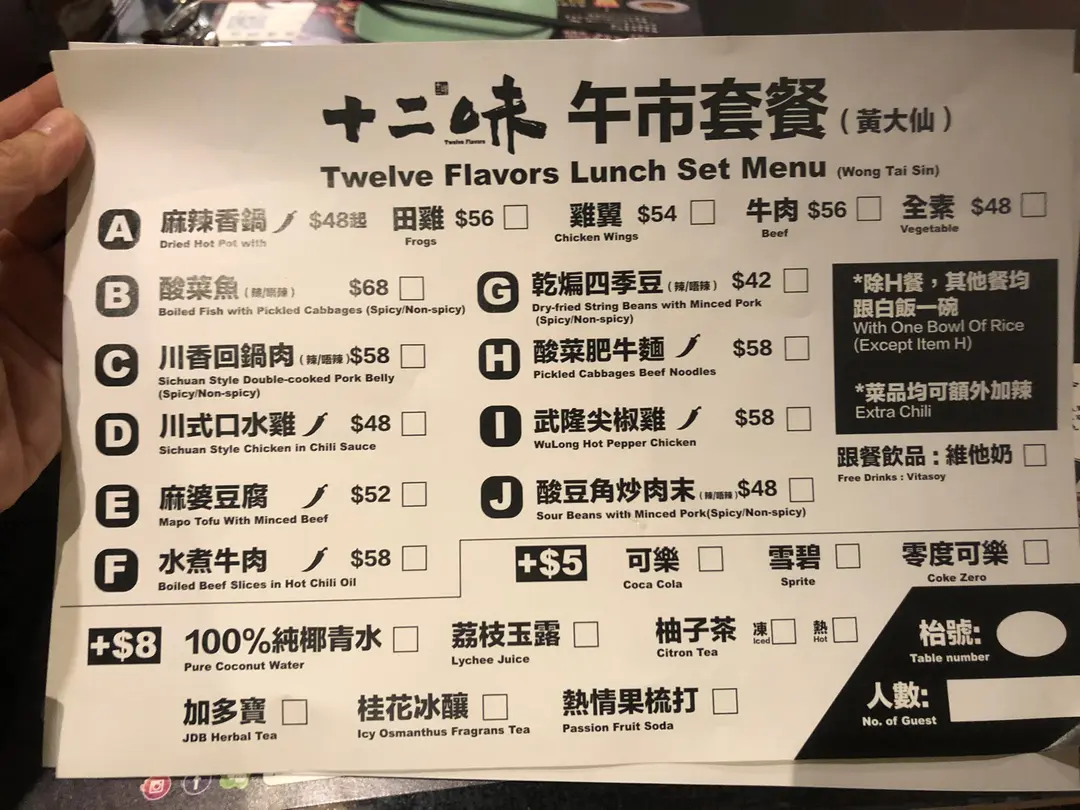 十二味 午市套餐 (黃大仙)
Twelve Flavors
Twelve Flavors Lunch Set Menu (Wong Tai Sin)
A 麻辣香鍋 $48起 田雞 $56 雞翼 $54 牛肉 $56 全素 $48
Dried Hot Pot with Frogs Chicken Wings Beef Vegetable
B 酸菜魚 (辣/唔辣) $68
Boiled Fish with Pickled Cabbages (Spicy/Non-spicy)
C 川香回鍋肉 (辣/唔辣) $58
Sichuan Style Double-cooked Pork Belly
(Spicy/Non-spicy)
D 川式口水雞 $48
Sichuan Style Chicken in Chili Sauce
E 麻婆豆腐 $52
Mapo Tofu With Minced Beef
F 水煮牛肉 $58
Boiled Beef Slices in Hot Chili Oil
G 乾煸四季豆 (辣/唔辣) $42
Dry-fried String Beans with Minced Pork
(Spicy/Non-spicy)
H 酸菜肥牛麵 $58
Pickled Cabbages Beef Noodles
I 武隆尖椒雞 $58
WuLong Hot Pepper Chicken
J 酸豆角炒肉末 (辣/唔辣) $48
Sour Beans with Minced Pork(Spicy/Non-spicy)
*除H餐，其他餐均
跟白飯一碗
With One Bowl Of Rice
(Except Item H)
*菜品均可額外加辣
Extra Chili
跟餐飲品：維他奶
Free Drinks : Vitasoy
+$5 可樂 雪碧 零度可樂
Coca Cola Sprite Coke Zero
+$8 100%純椰青水 荔枝玉露 柚子茶 凍 熱
Pure Coconut Water Lychee Juice Citron Tea Iced Hot
加多寶 桂花冰釀 熱情果梳打
JDB Herbal Tea Icy Osmanthus Fragrans Tea Passion Fruit Soda
枱號:
Table number
人數:
No. of Guest